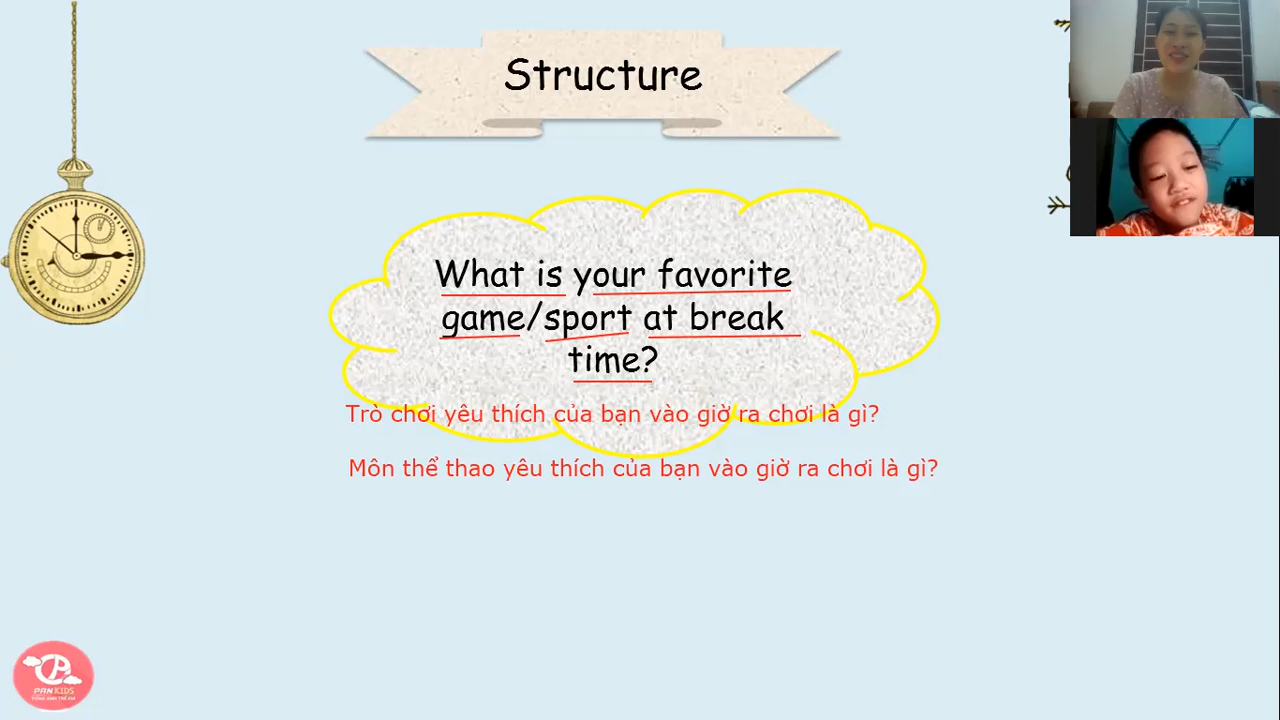 Structure
What is your favorite
game/sport at break
time?
Trò chơi yêu thích của bạn vào giờ ra chơi là gì?
Môn thể thao yêu thích của bạn vào giờ ra chơi là gì?
PAN KIDS